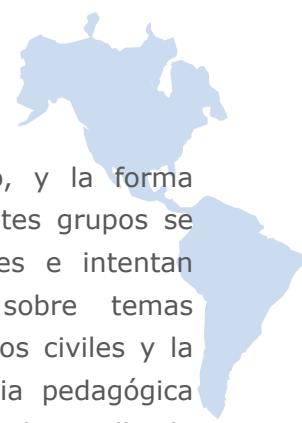 o, y la forma
tes grupos se
es e intentan
sobre temas
os civiles y la
ia pedagógica